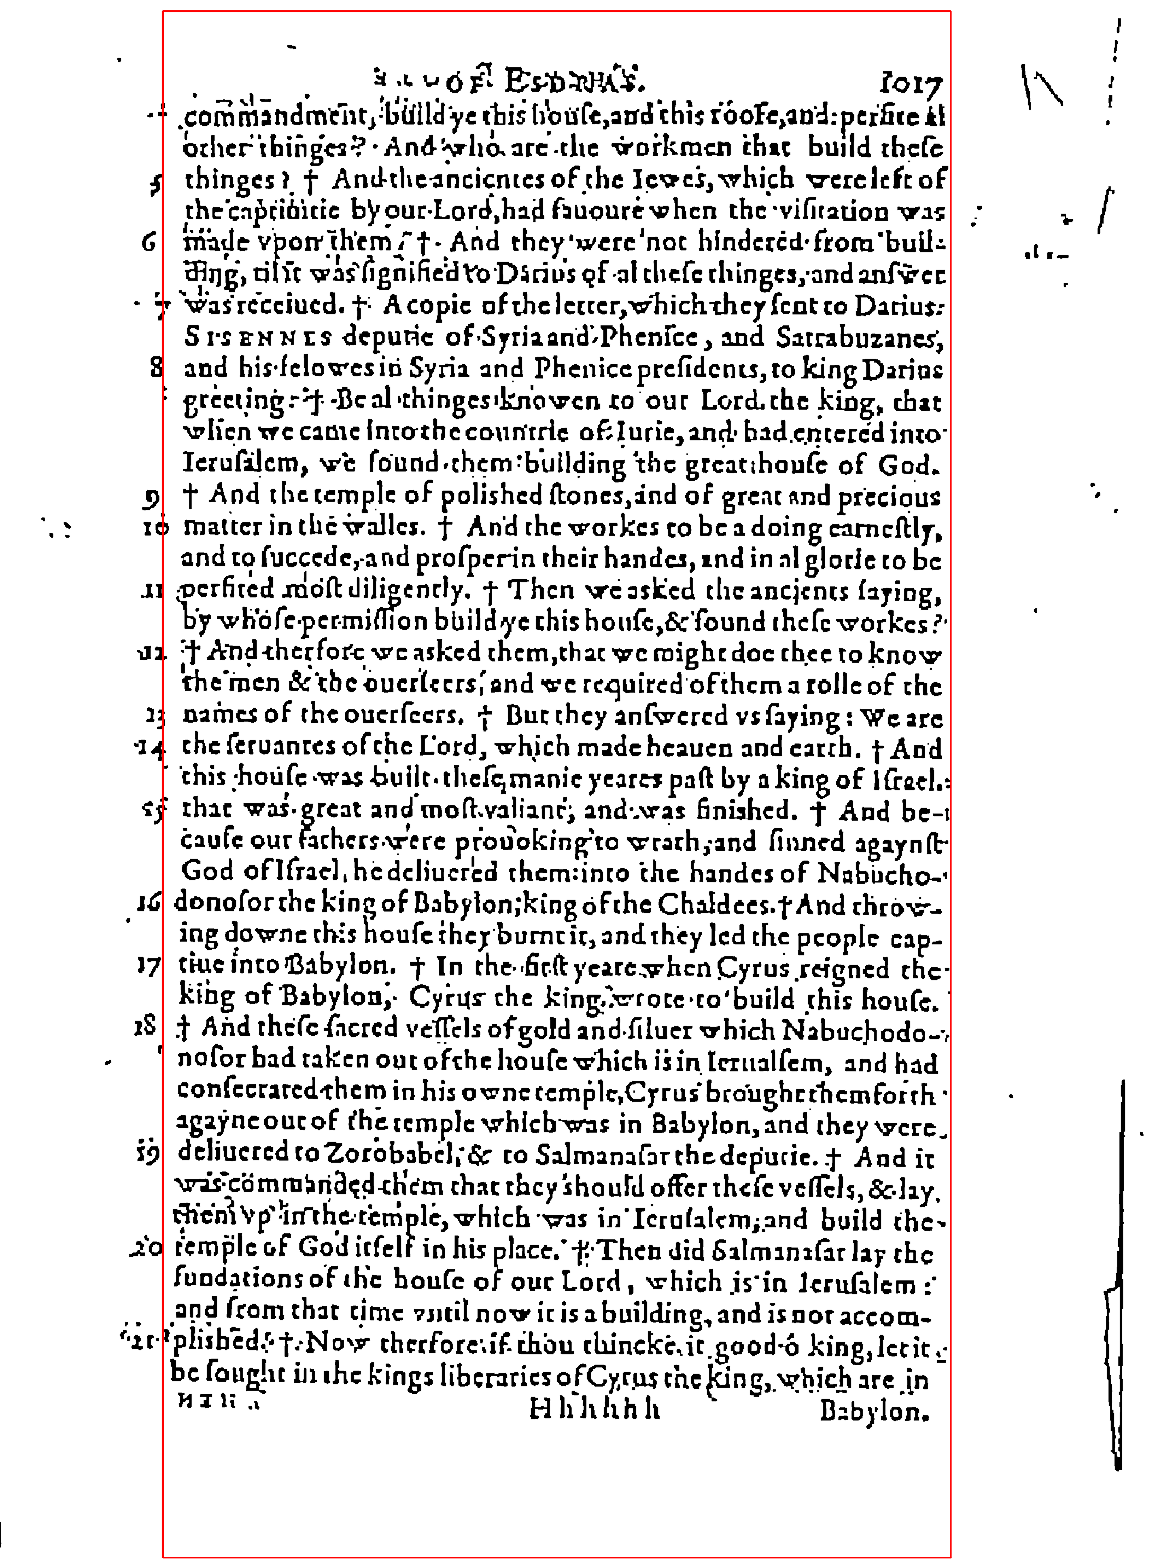 OF ESDRAS. 1017
commandment, build ye this house, and this roofe, and perfite al
other thinges? And who are the workmen that build these
5 thinges? † And the ancientes of the Iewes, which were left of
the captiuitie by our Lord, had fauoure when the visitation was
6 made vpon them. † And they were not hindered from buil-
ding, til it was signified to Darius of al these thinges, and answer
7 was receiued. † A copie of the letter, which they sent to Darius:
SISENNES deputie of Syria and Phenice, and Satrabuzanes,
8 and his felowes in Syria and Phenice presidents, to king Darius
greeting: † Be al thinges knowen to our Lord the king, that
when we came into the countrie of Iurie, and had entered into
Ierusalem, we found them building the great house of God.
9 † And the temple of polished stones, and of great and precious
10 matter in the walles. † And the workes to be a doing earnestly,
and to succede, and prosper in their handes, and in al glorie to be
11 perfited most diligently. † Then we asked the ancients saying,
by whose permission build ye this house, & found these workes?
12 † And therfore we asked them, that we might doe thee to know
the men & the ouerseers, and we required of them a rolle of the
13 names of the ouerseers. † But they answered vs saying: We are
14 the seruantes of the Lord, which made heauen and earth. † And
this house was built these manie yeares past by a king of Israel
15 that was great and most valiant, and was finished. † And be-
cause our fathers were prouoking to wrath, and sinned agaynst
God of Israel, he deliuered them into the handes of Nabucho-
16 donosor the king of Babylon, king of the Chaldees. † And throw-
ing downe this house they burnt it, and they led the people cap-
17 tiue into Babylon. † In the first yeare when Cyrus reigned the
king of Babylon, Cyrus the king wrote to build this house.
18 † And these sacred vessels of gold and siluer which Nabuchodo-
nosor had taken out of the house which is in Ierualsem, and had
consecrated them in his owne temple, Cyrus brought them forth
agayne out of the temple which was in Babylon, and they were
19 deliuered to Zorobabel, & to Salmanasar the deputie. † And it
was commanded them that they should offer these vessels, & lay
them vp in the temple, which was in Ierusalem, and build the
20 temple of God itself in his place. † Then did Salmanasar lay the
fundations of the house of our Lord, which is in Ierusalem:
and from that time vntil now it is a building, and is not accom-
21 plished. † Now therfore if thou thincke it good ô king, let it
be sought in the kings liberaries of Cyrus the king, which are in
Hhhhhh Babylon.